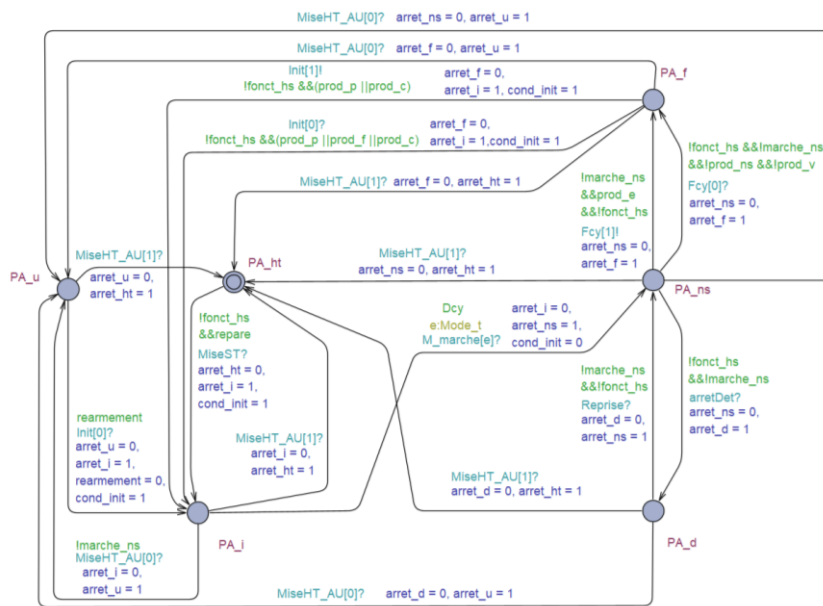 MiseHT_AU[0]? arret_ns = 0, arret_u = 1
MiseHT_AU[0]? arret_f = 0, arret_u = 1
PA_f
Init[1]!
!fonct_hs &&(prod_p ||prod_c)
arret_f = 0,
arret_i = 1, cond_init = 1
Init[0]?
!fonct_hs &&(prod_p ||prod_f ||prod_c)
arret_f = 0,
arret_i = 1,cond_init = 1
!fonct_hs &&!marche_ns
&&!prod_ns &&!prod_v
Fcy[0]?
arret_ns = 0,
arret_f = 1
MiseHT_AU[1]? arret_f = 0, arret_ht = 1
!marche_ns
&&prod_e
&&!fonct_hs
Fcy[1]!
arret_ns = 0,
arret_f = 1
PA_u
MiseHT_AU[1]?
arret_u = 0,
arret_ht = 1
PA_ht
MiseHT_AU[1]?
arret_ns = 0, arret_ht = 1
PA_ns
!fonct_hs
&&repare
MiseST?
arret_ht = 0,
arret_i = 1,
cond_init = 1
Dcy
e:Mode_t
M_marche[e]?
arret_i = 0,
arret_ns = 1,
cond_init = 0
!marche_ns
&&!fonct_hs
Reprise?
arret_d = 0,
arret_ns = 1
!fonct_hs
&&!marche_ns
arretDet?
arret_ns = 0,
arret_d = 1
rearmement
Init[0]?
arret_u = 0,
arret_i = 1,
rearmement = 0,
cond_init = 1
MiseHT_AU[1]?
arret_i = 0,
arret_ht = 1
MiseHT_AU[1]?
arret_d = 0, arret_ht = 1
PA_i
PA_d
!marche_ns
MiseHT_AU[0]?
arret_i = 0,
arret_u = 1
MiseHT_AU[0]? arret_d = 0, arret_u = 1